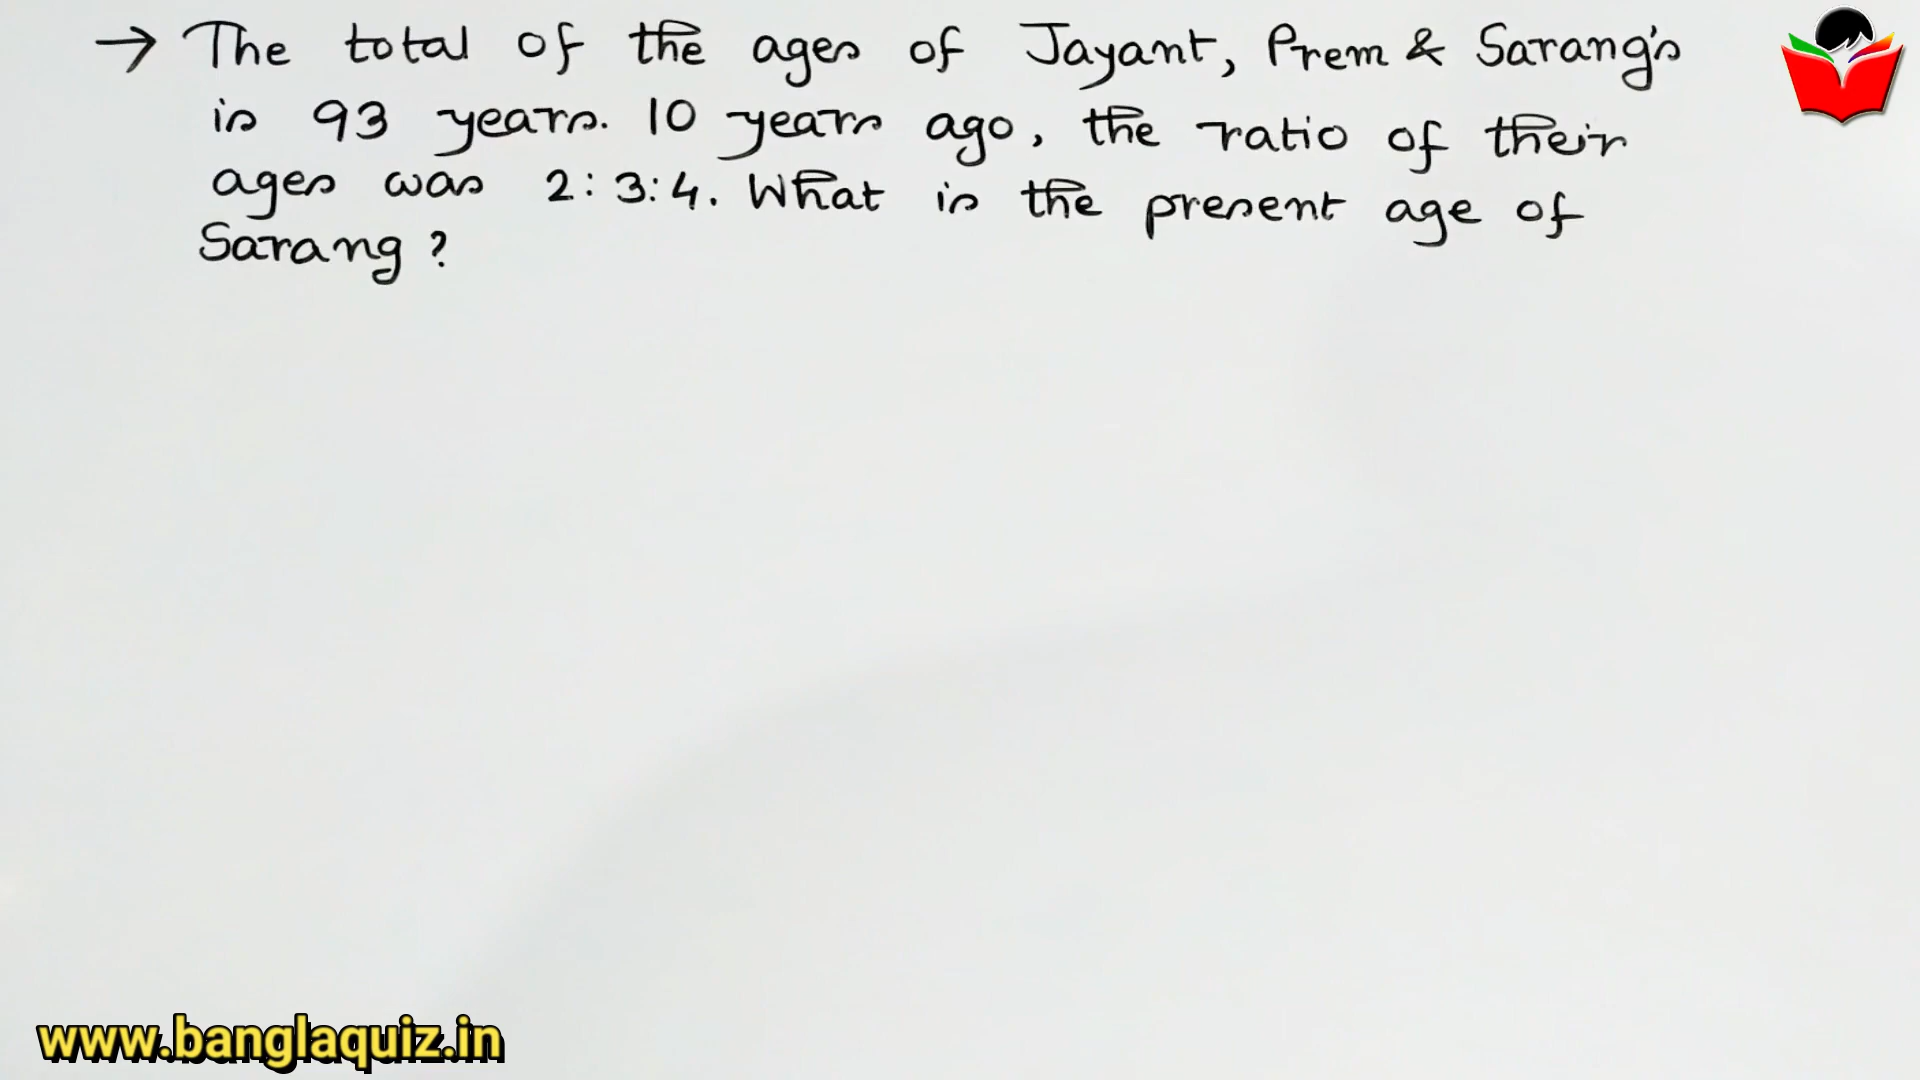 → The total of the ages of Jayant, Prem & Sarang's
is 93 years. 10 years ago, the ratio of their
ages was 2:3:4. What is the present age of
Sarang?
www.banglaquiz.in